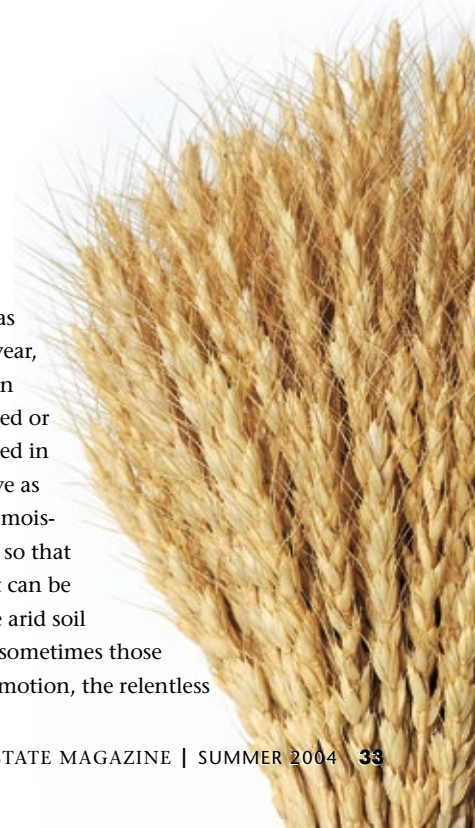 as
year,
n
ed or
ed in
ve as
mois-
so that
t can be
e arid soil
sometimes those
motion, the relentless
STATE MAGAZINE | SUMMER 2004 33